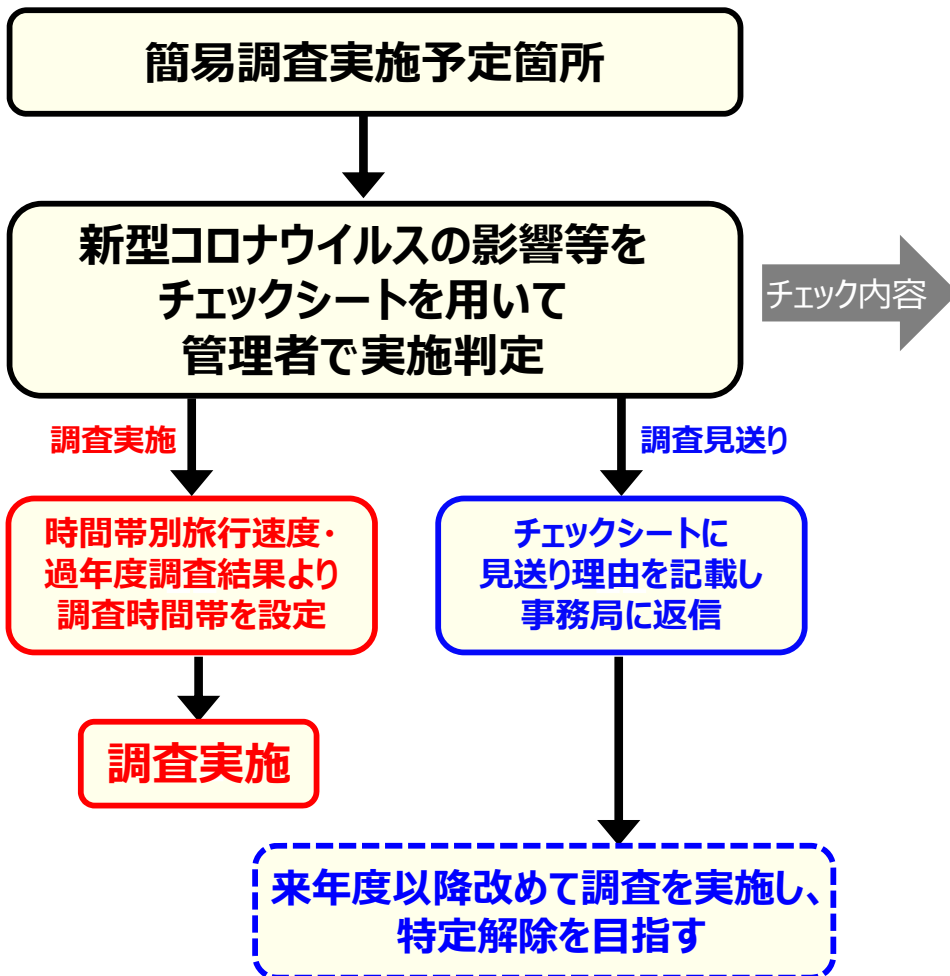 簡易調査実施予定箇所
新型コロナウイルスの影響等を
チェックシートを用いて
管理者で実施判定
チェック内容
調査実施
調査見送り
時間帯別旅行速度・
過年度調査結果より
調査時間帯を設定
チェックシートに
見送り理由を記載し
事務局に返信
調査実施
来年度以降改めて調査を実施し、
特定解除を目指す